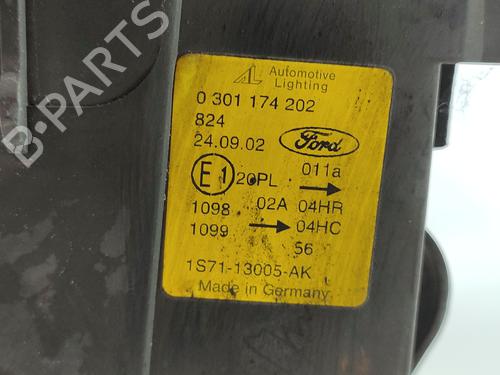 B-PARTS
AL Automotive Lighting
0 301 174 202
824
24.09.02 Ford
E1 20PL 011a →
1098 02A 04HR
1099 → 04HC
56
1S71-13005-AK
Made in Germany